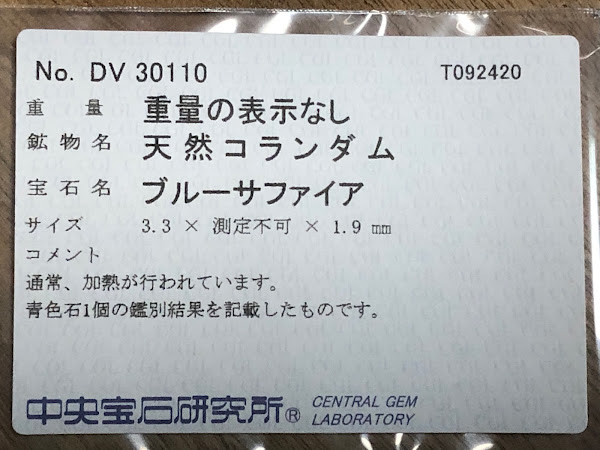 No. DV 30110 T092420
重量 重量の表示なし
鉱物名 天然コランダム
宝石名 ブルーサファイア
サイズ 3.3 × 測定不可 × 1.9 mm
コメント
通常、加熱が行われています。
青色石1個の鑑別結果を記載したものです。
中央宝石研究所® CENTRAL GEM
LABORATORY